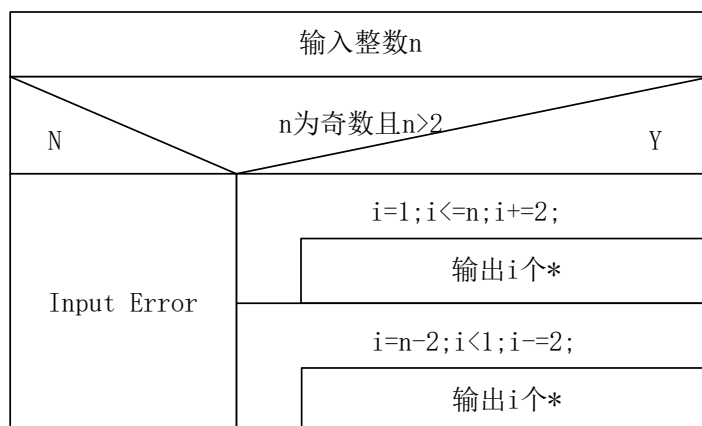 输入整数n
n为奇数且n>2
N
Y
i=1;i<=n;i+=2;
输出i个*
Input Error
i=n-2;i<1;i-=2;
输出i个*